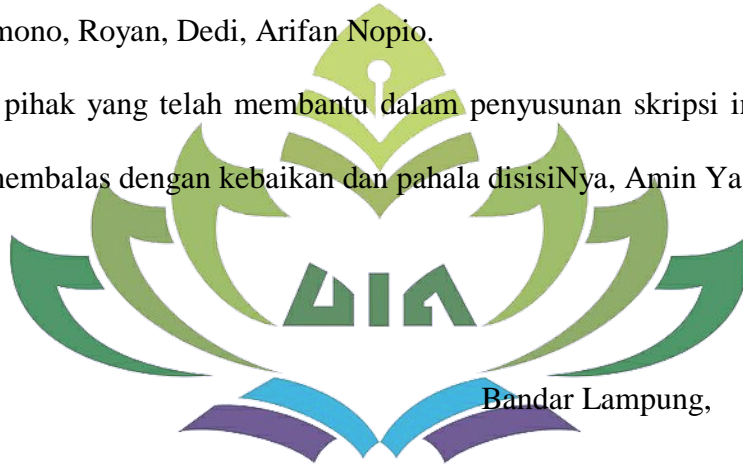 mono, Royan, Dedi, Arifan Nopio.
pihak yang telah membantu dalam penyusunan skripsi i
membalas dengan kebaikan dan pahala disisiNya, Amin Ya
UIN
Bandar Lampung,